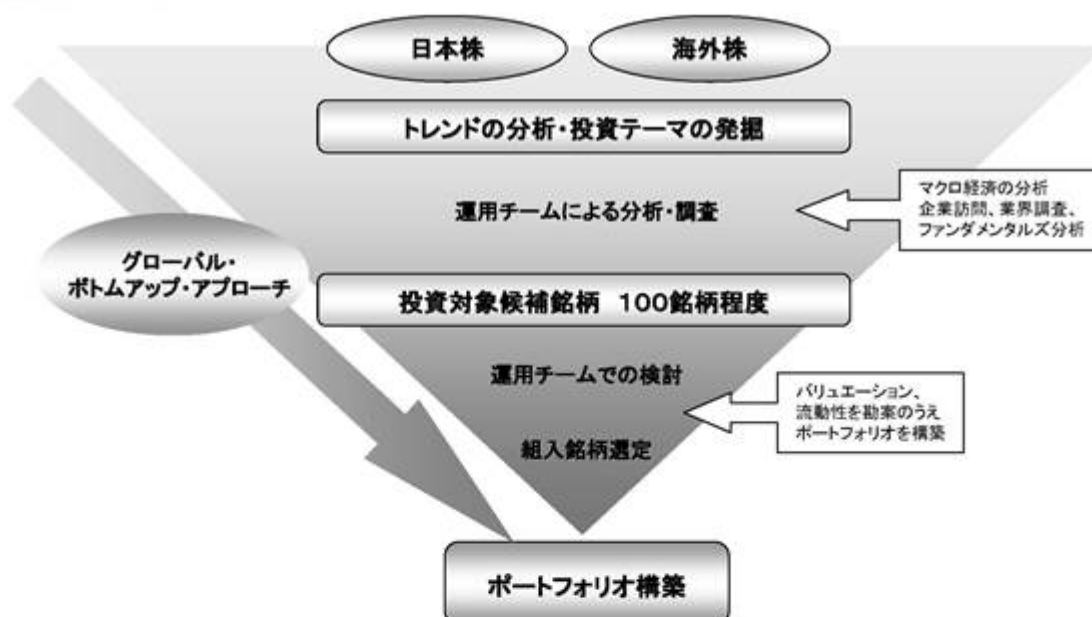 日本株
海外株
トレンドの分析・投資テーマの発掘
運用チームによる分析・調査
マクロ経済の分析
企業訪問、業界調査、
ファンダメンタルズ分析
グローバル・
ボトムアップ・アプローチ
投資対象候補銘柄　100銘柄程度
運用チームでの検討
バリュエーション、
流動性を勘案のうえ
ポートフォリオを構築
組入銘柄選定
ポートフォリオ構築